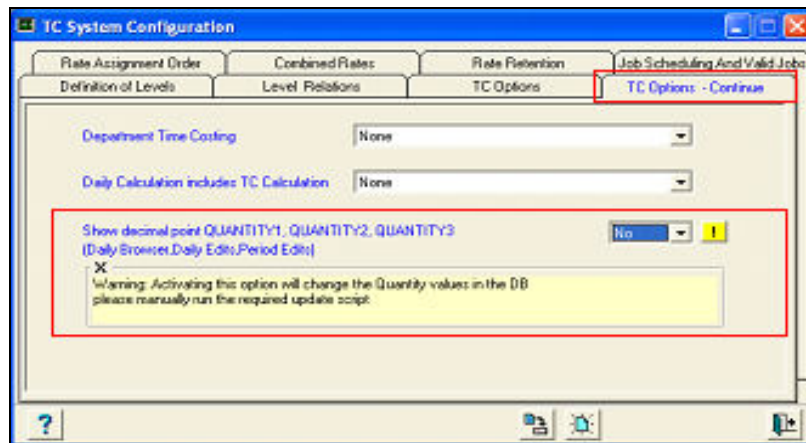 TC System Configuration
Rate Assignment Order
Combined Rates
Rate Retention
Job Scheduling And Valid Jobs
Definition of Levels
Level Relations
TC Options
TC Options - Continue
Department Time Costing
None
Daily Calculation includes TC Calculation
None
Show decimal point QUANTITY1, QUANTITY2, QUANTITY3
No
!
(Daily Browser,Daily Edits,Period Edits)
X
Warning: Activating this option will change the Quantity values in the DB
please manually run the required update script
?